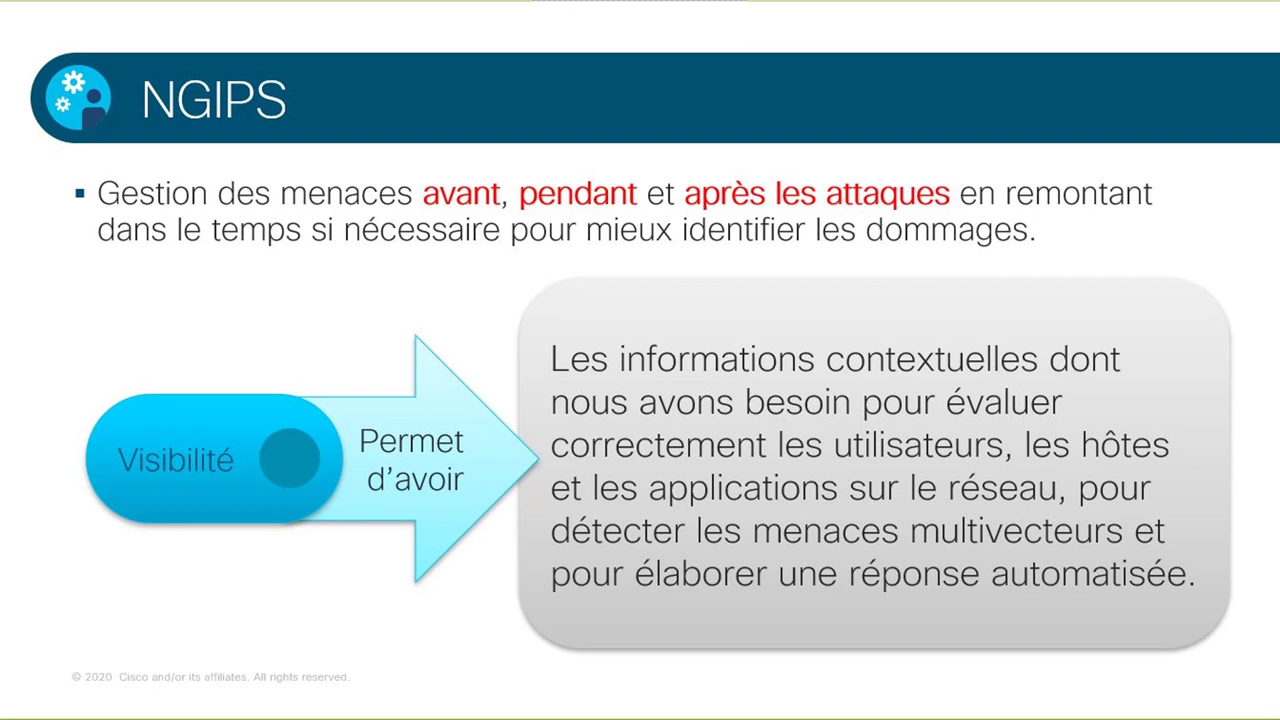 NGIPS
▪ Gestion des menaces avant, pendant et après les attaques en remontant
dans le temps si nécessaire pour mieux identifier les dommages.
Visibilité
Permet
d’avoir
Les informations contextuelles dont
nous avons besoin pour évaluer
correctement les utilisateurs, les hôtes
et les applications sur le réseau, pour
détecter les menaces multivecteurs et
pour élaborer une réponse automatisée.
© 2020 Cisco and/or its affiliates. All rights reserved.